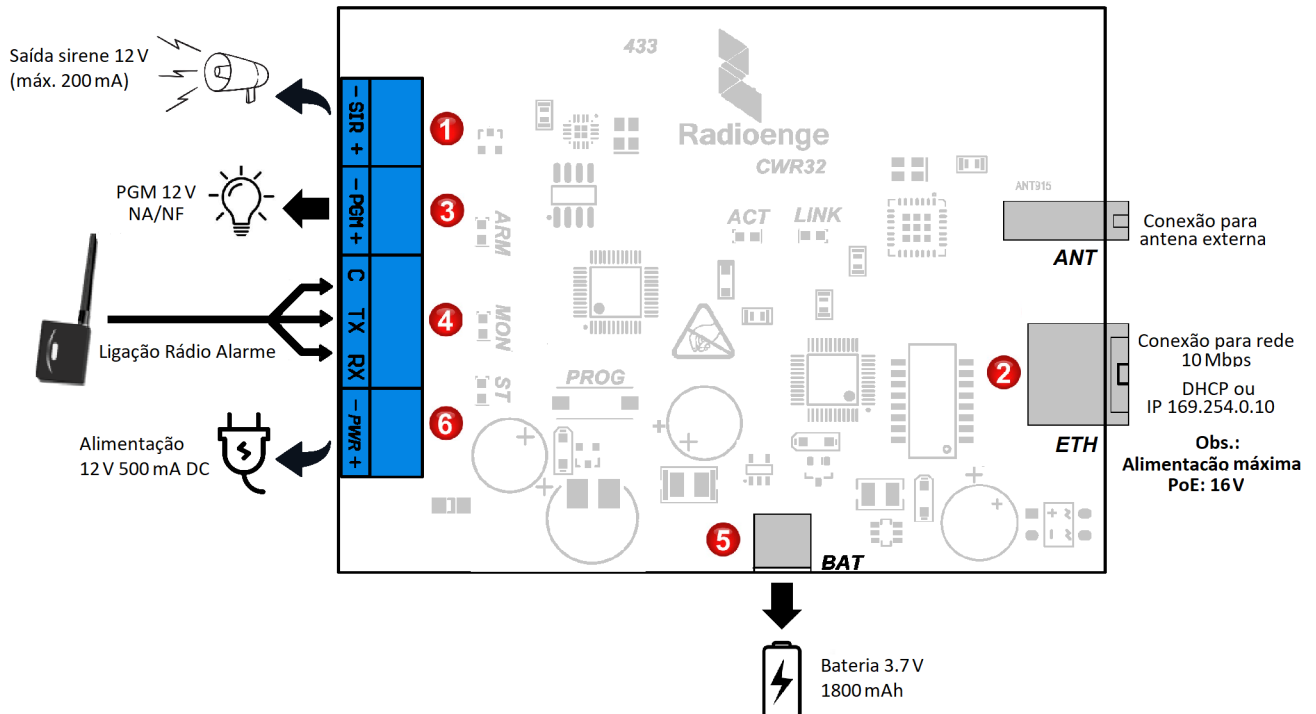 Saída sirene 12 V
(máx. 200 mA)
− SIR +
1
433
Radioenge
CWR32
PGM 12 V
NA/NF
− PGM +
3
ARM
ACT
LINK
ANT915
ANT
Conexão para
antena externa
C
TX
RX
4
MON
Ligação Rádio Alarme
ST
PROG
2
ETH
Conexão para rede
10 Mbps
DHCP ou
IP 169.254.0.10
Obs.:
Alimentacão máxima
PoE: 16 V
Alimentação
12 V 500 mA DC
− PWR +
6
5
BAT
Bateria 3.7 V
1800 mAh